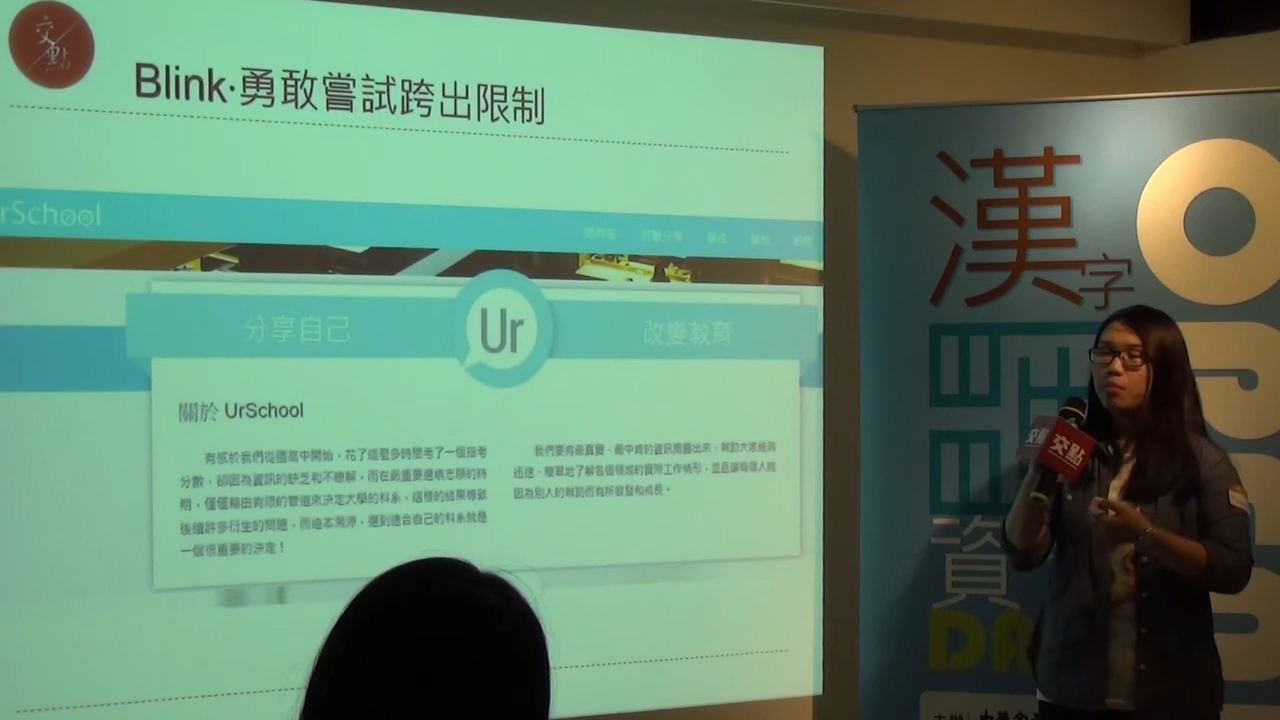 交點
Blink·勇敢嘗試跨出限制
rSchool
分享自己
Ur
改變教育
關於 UrSchool
有感於我們從國高中開始，花了這麼多時間考了一個指考
分數，卻因為資訊的缺乏和不瞭解，而在最重要選填志願的時
期，僅僅藉由有限的管道來決定大學的科系，這樣的結果導致
後續許多衍生的問題，而追本溯源，選到適合自己的科系就是
一個很重要的決定！
我們要將最真實、最中肯的資訊揭露出來，幫助大家能夠
迅速、簡單地了解各個領域的實際工作情形，並且讓每個人能
因為別人的幫助而有所啟發和成長。
漢
字
資
DA
交點